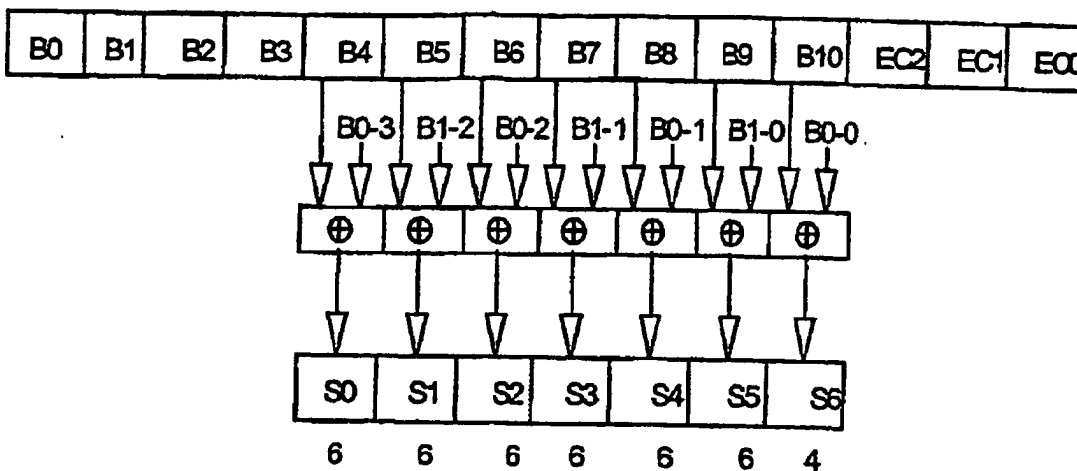 B0 B1 B2 B3 B4 B5 B6 B7 B8 B9 B10 EC2 EC1 EC0
B0-3 B1-2 B0-2 B1-1 B0-1 B1-0 B0-0
⊕ ⊕ ⊕ ⊕ ⊕ ⊕ ⊕
S0 S1 S2 S3 S4 S5 S6
6 6 6 6 6 6 4